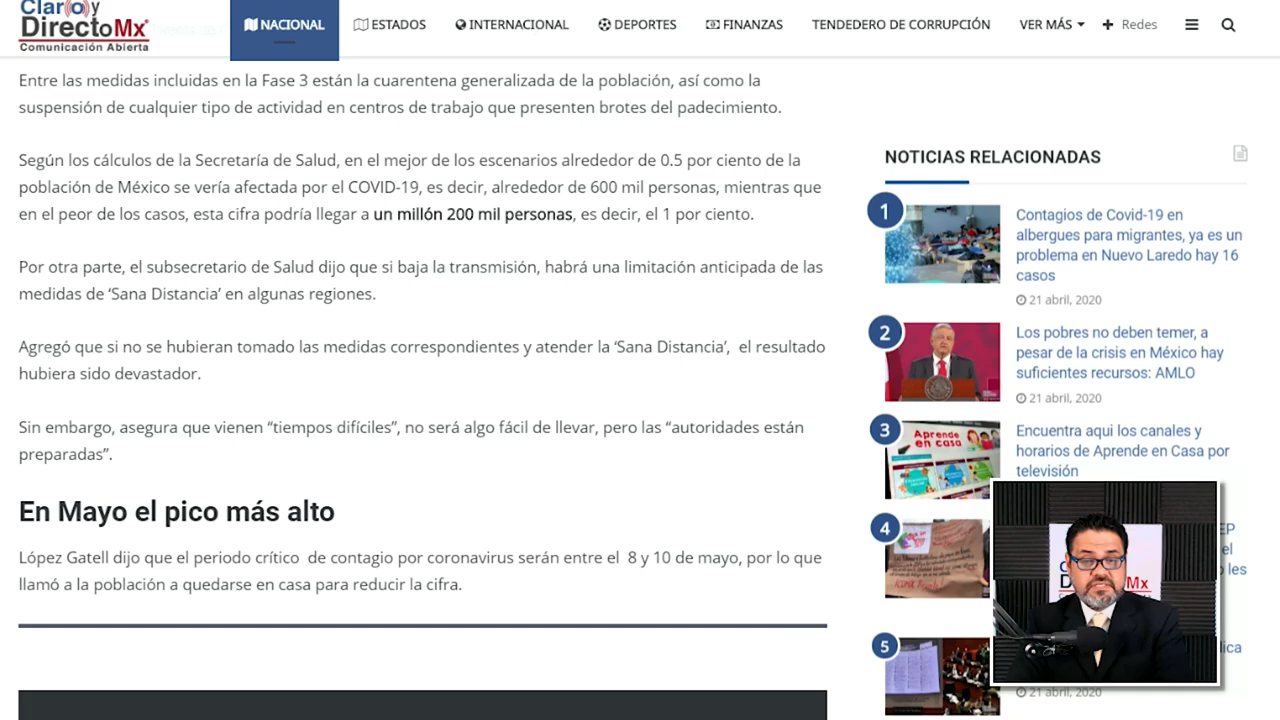 Claro y
DirectoMx
Comunicación Abierta
NACIONAL
ESTADOS
INTERNACIONAL
DEPORTES
FINANZAS
TENDEDERO DE CORRUPCIÓN
VER MÁS
Redes
Entre las medidas incluidas en la Fase 3 están la cuarentena generalizada de la población, así como la
suspensión de cualquier tipo de actividad en centros de trabajo que presenten brotes del padecimiento.
Según los cálculos de la Secretaría de Salud, en el mejor de los escenarios alrededor de 0.5 por ciento de la
población de México se vería afectada por el COVID-19, es decir, alrededor de 600 mil personas, mientras que
en el peor de los casos, esta cifra podría llegar a un millón 200 mil personas, es decir, el 1 por ciento.
Por otra parte, el subsecretario de Salud dijo que si baja la transmisión, habrá una limitación anticipada de las
medidas de ‘Sana Distancia’ en algunas regiones.
Agregó que si no se hubieran tomado las medidas correspondientes y atender la ‘Sana Distancia’, el resultado
hubiera sido devastador.
Sin embargo, asegura que vienen “tiempos difíciles”, no será algo fácil de llevar, pero las “autoridades están
preparadas”.
En Mayo el pico más alto
López Gatell dijo que el periodo crítico de contagio por coronavirus serán entre el 8 y 10 de mayo, por lo que
llamó a la población a quedarse en casa para reducir la cifra.
NOTICIAS RELACIONADAS
1
Contagios de Covid-19 en
albergues para migrantes, ya es un
problema en Nuevo Laredo hay 16
casos
21 abril, 2020
2
Los pobres no deben temer, a
pesar de la crisis en México hay
suficientes recursos: AMLO
21 abril, 2020
3
Aprende
en casa
Encuentra aqui los canales y
horarios de Aprende en Casa por
televisión
4
EP
el
les
5
lica
21 abril, 2020
Mx